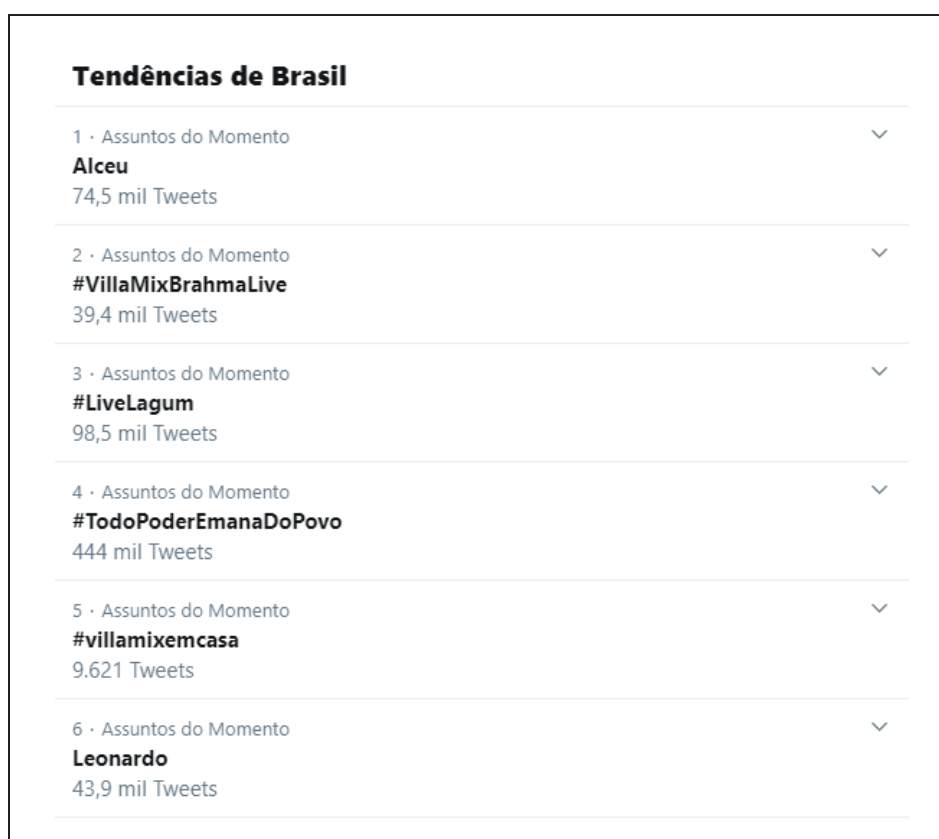 Tendências de Brasil
1 · Assuntos do Momento
Alceu
74,5 mil Tweets
2 · Assuntos do Momento
#VillaMixBrahmaLive
39,4 mil Tweets
3 · Assuntos do Momento
#LiveLagum
98,5 mil Tweets
4 · Assuntos do Momento
#TodoPoderEmanaDoPovo
444 mil Tweets
5 · Assuntos do Momento
#villamixemcasa
9.621 Tweets
6 · Assuntos do Momento
Leonardo
43,9 mil Tweets